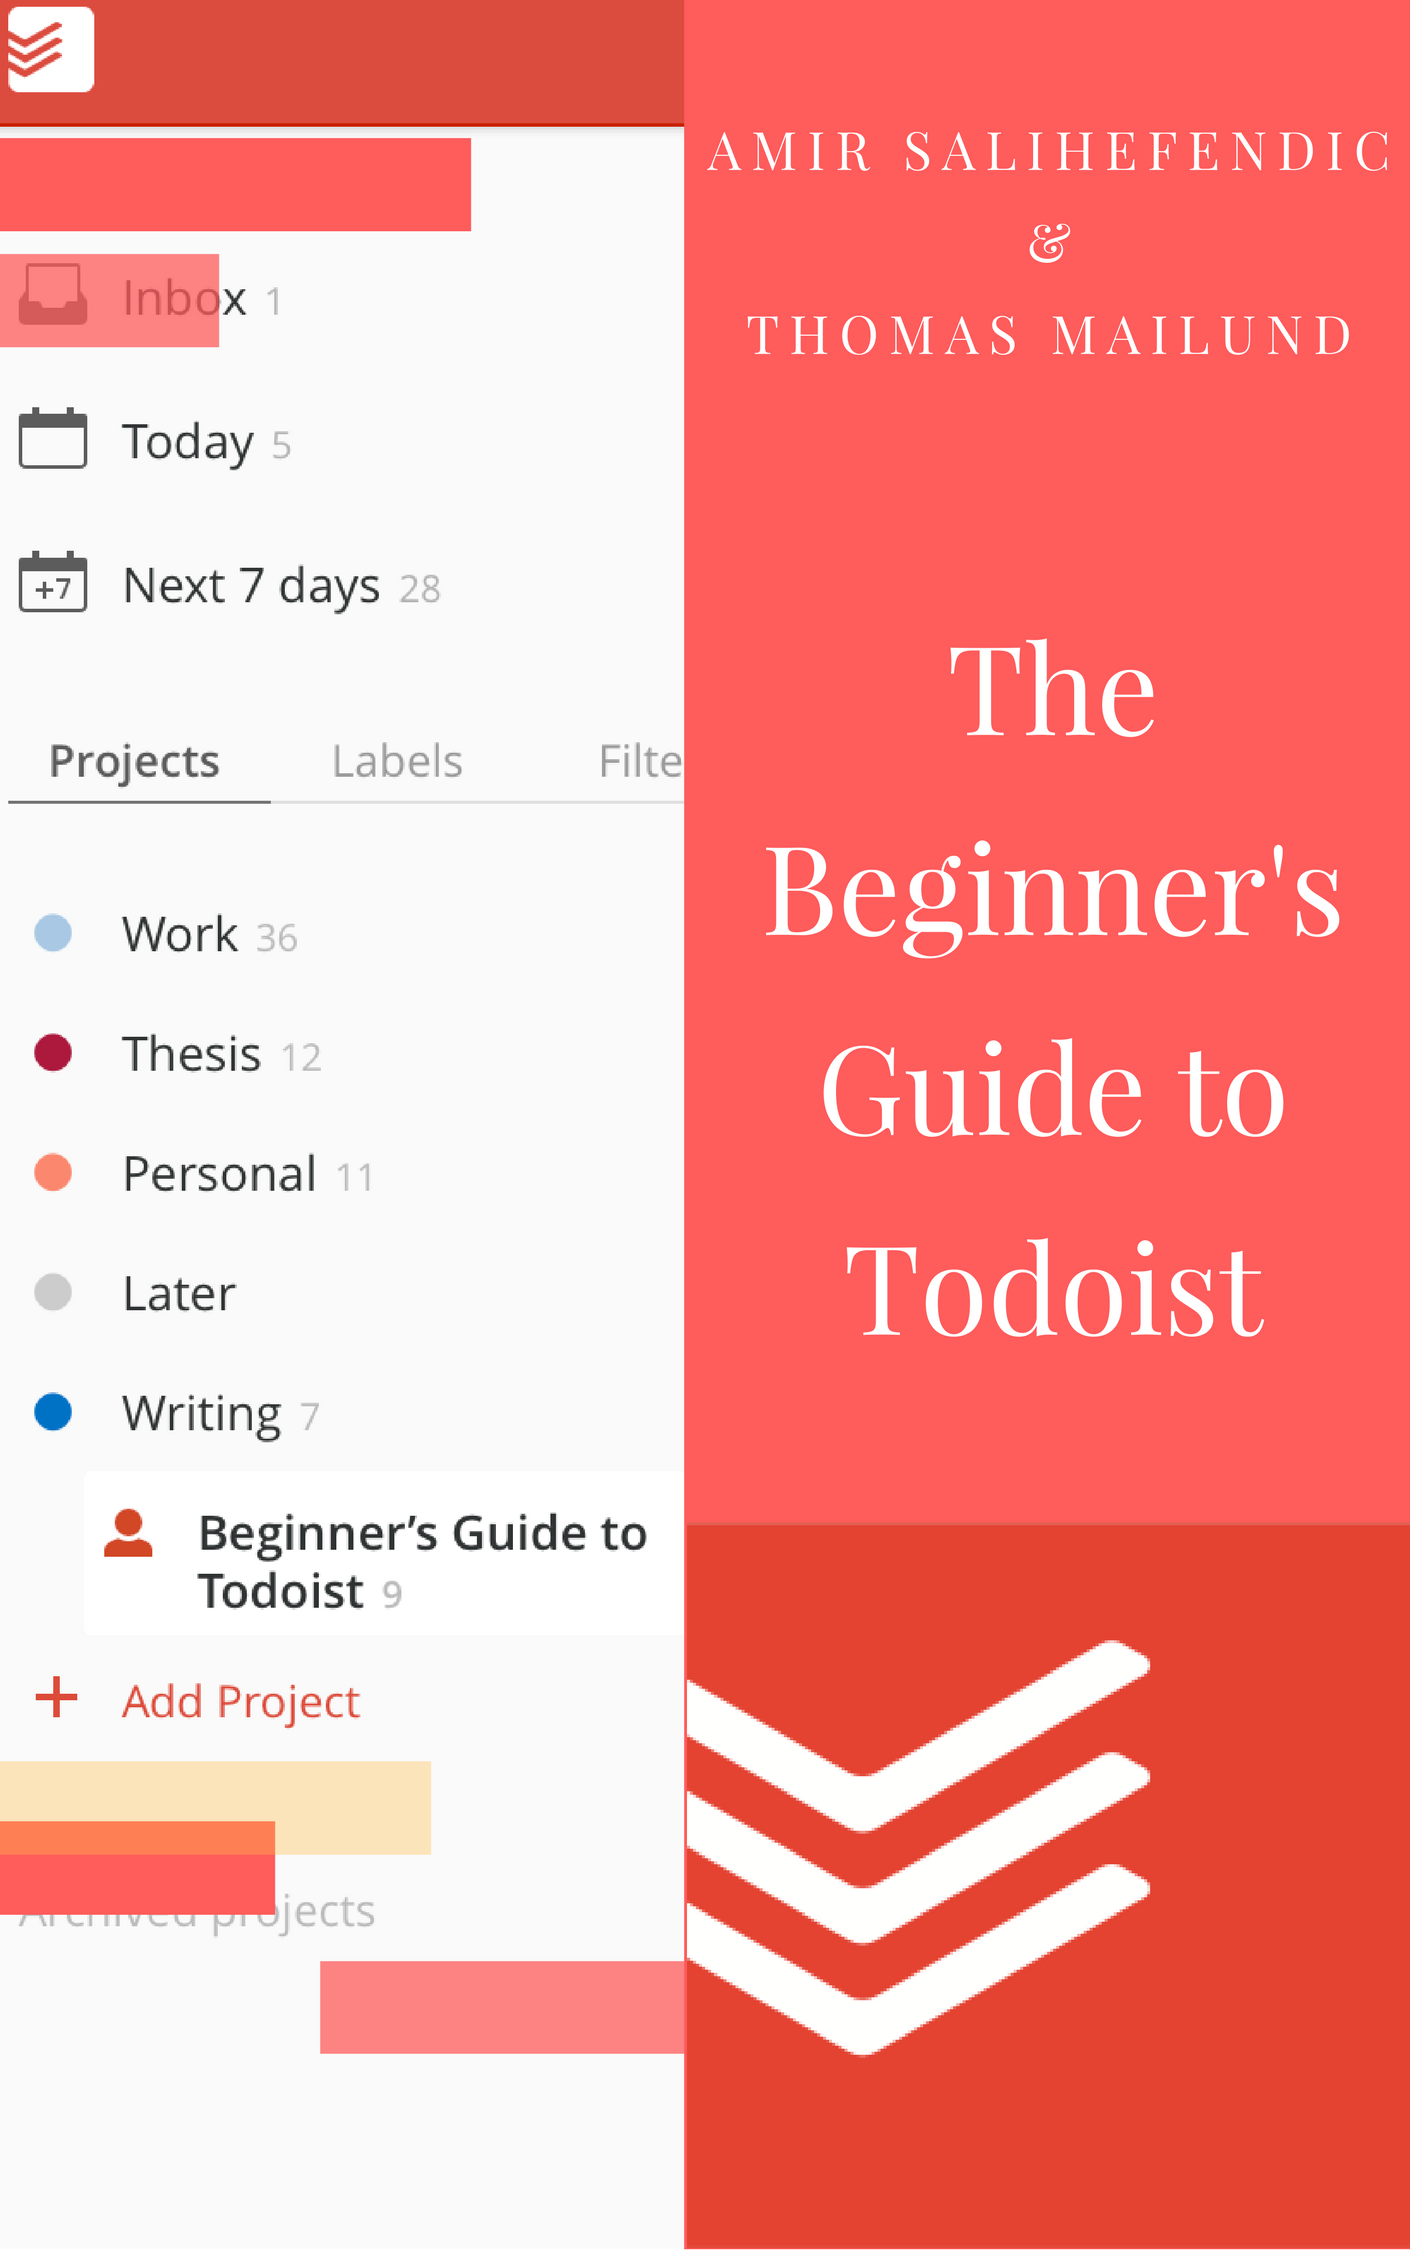 Inbox 1
Today 5
+7
Next 7 days 28
Projects Labels Filte
Work 36
Thesis 12
Personal 11
Later
Writing 7
Beginner’s Guide to
Todoist 9
+ Add Project
Archived projects
AMIR SALIHEFENDIC
&
THOMAS MAILUND
The
Beginner's
Guide to
Todoist